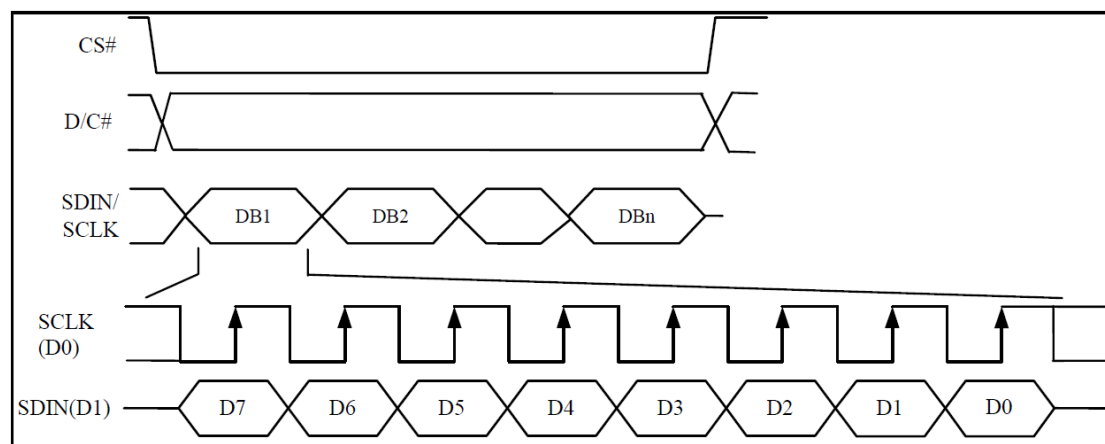 CS#
D/C#
SDIN/
SCLK
DB1 DB2 DBn
SCLK
(D0)
SDIN(D1) D7 D6 D5 D4 D3 D2 D1 D0